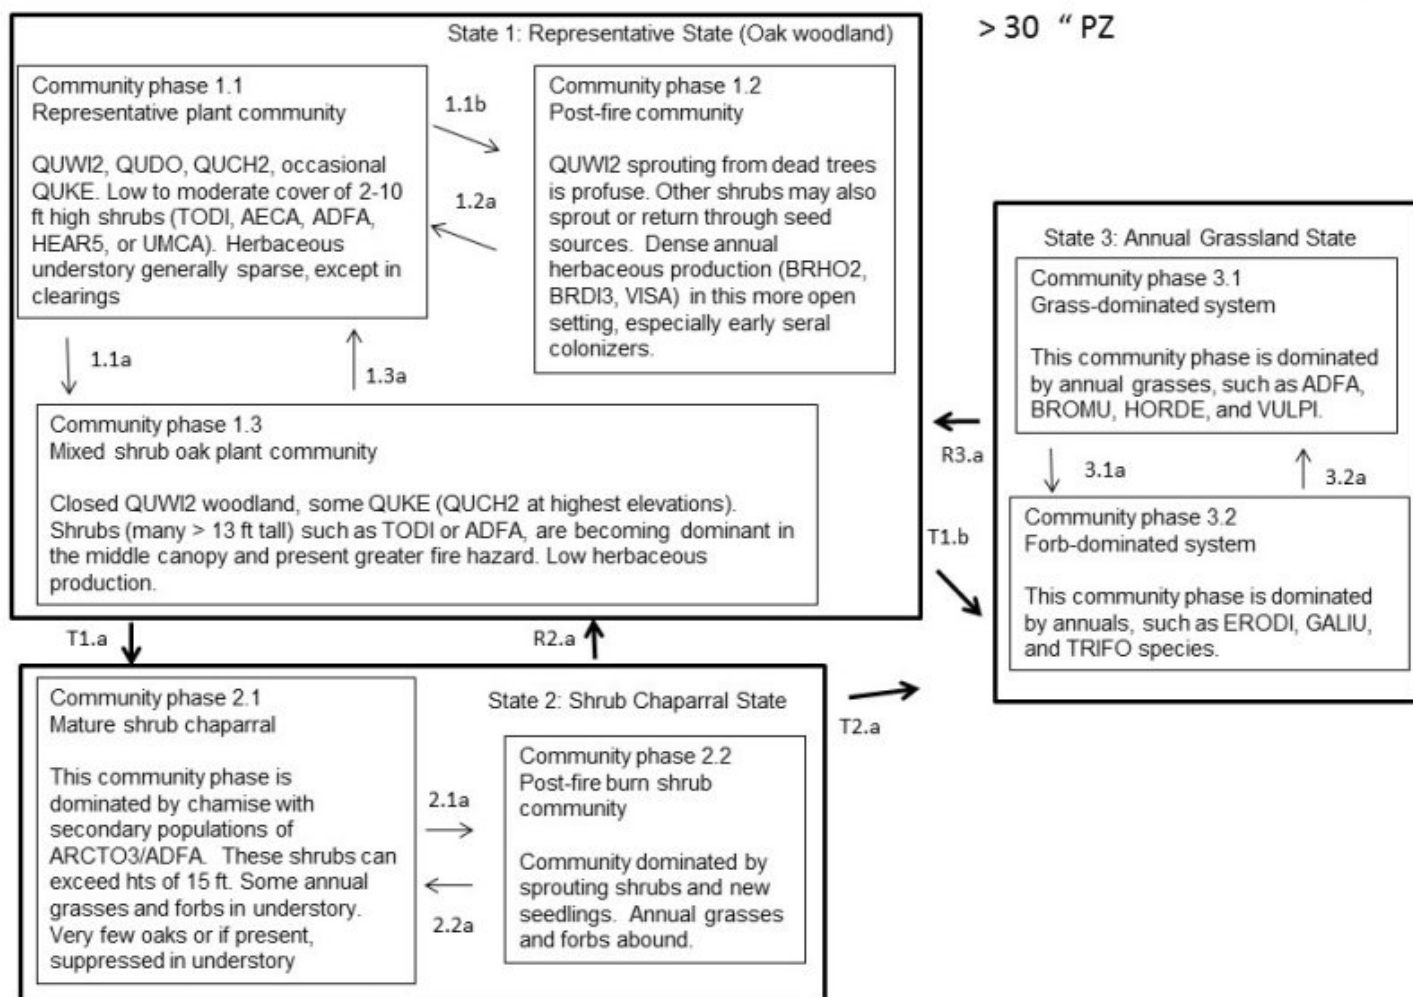 > 30 “ PZ
State 1: Representative State (Oak woodland)
Community phase 1.1
Representative plant community
QUWI2, QUDO, QUCH2, occasional
QUKE. Low to moderate cover of 2-10
ft high shrubs (TODI, AECA, ADFA,
HEAR5, or UMCA). Herbaceous
understory generally sparse, except in
clearings
1.1b
1.2a
Community phase 1.2
Post-fire community
QUWI2 sprouting from dead trees
is profuse. Other shrubs may also
sprout or return through seed
sources. Dense annual
herbaceous production (BRHO2,
BRDI3, VISA) in this more open
setting, especially early seral
colonizers.
1.1a
1.3a
Community phase 1.3
Mixed shrub oak plant community
Closed QUWI2 woodland, some QUKE (QUCH2 at highest elevations).
Shrubs (many > 13 ft tall) such as TODI or ADFA, are becoming dominant in
the middle canopy and present greater fire hazard. Low herbaceous
production.
R3.a
T1.b
State 3: Annual Grassland State
Community phase 3.1
Grass-dominated system
This community phase is dominated
by annual grasses, such as ADFA,
BROMU, HORDE, and VULPI.
3.1a
3.2a
Community phase 3.2
Forb-dominated system
This community phase is dominated
by annuals, such as ERODI, GALIU,
and TRIFO species.
T1.a
R2.a
T2.a
State 2: Shrub Chaparral State
Community phase 2.1
Mature shrub chaparral
This community phase is
dominated by chamise with
secondary populations of
ARCTO3/ADFA. These shrubs can
exceed hts of 15 ft. Some annual
grasses and forbs in understory.
Very few oaks or if present,
suppressed in understory
2.1a
2.2a
Community phase 2.2
Post-fire burn shrub
community
Community dominated by
sprouting shrubs and new
seedlings. Annual grasses
and forbs abound.